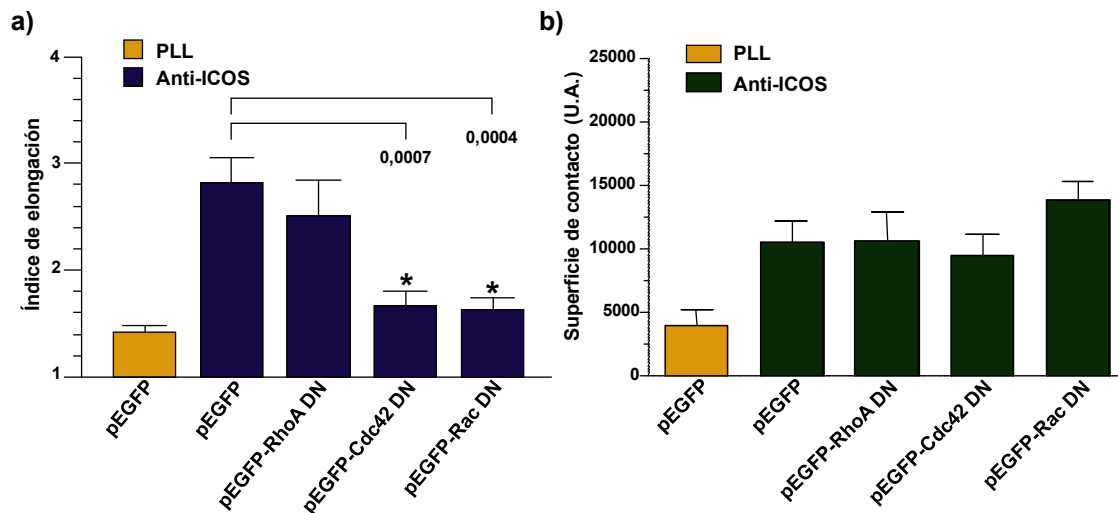 a)
PLL
Anti-ICOS
Índice de elongación
4
3
2
1
0,0007
0,0004
*
*
pEGFP
pEGFP
pEGFP-RhoA DN
pEGFP-Cdc42 DN
pEGFP-Rac DN
b)
PLL
Anti-ICOS
Superficie de contacto (U.A.)
25000
20000
15000
10000
5000
0
pEGFP
pEGFP
pEGFP-RhoA DN
pEGFP-Cdc42 DN
pEGFP-Rac DN